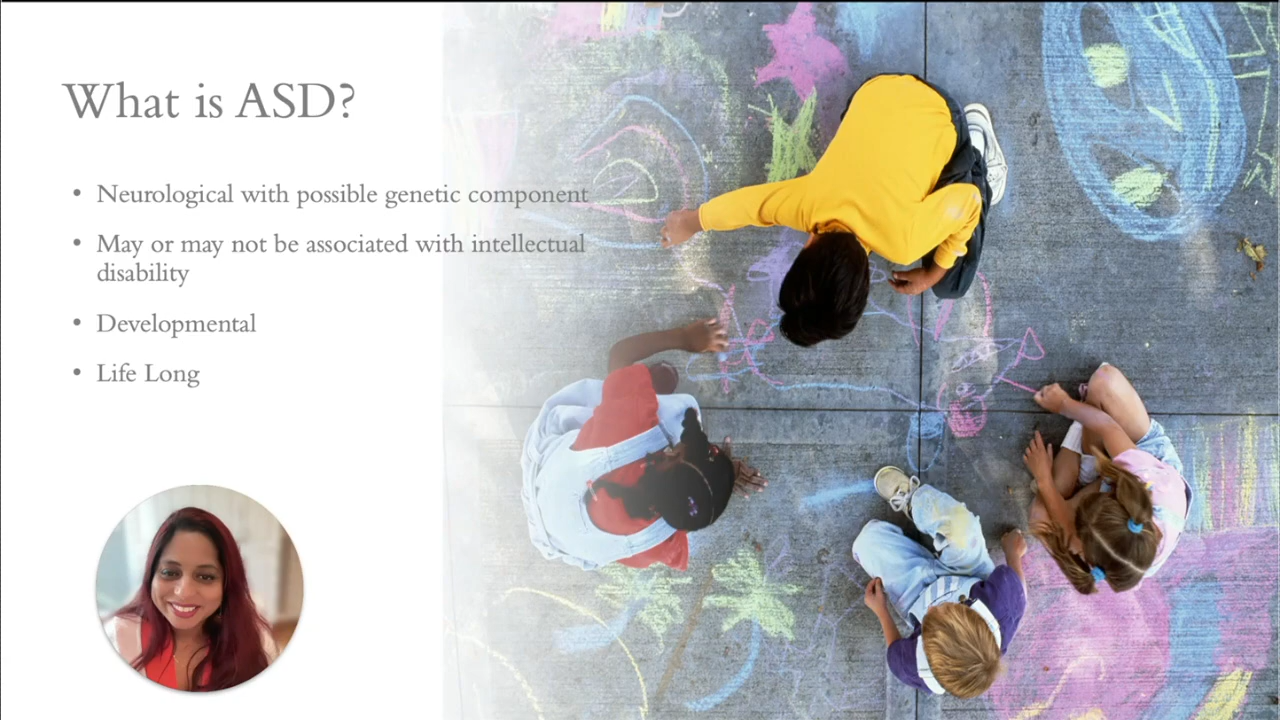 What is ASD?
• Neurological with possible genetic component
• May or may not be associated with intellectual
disability
• Developmental
• Life Long